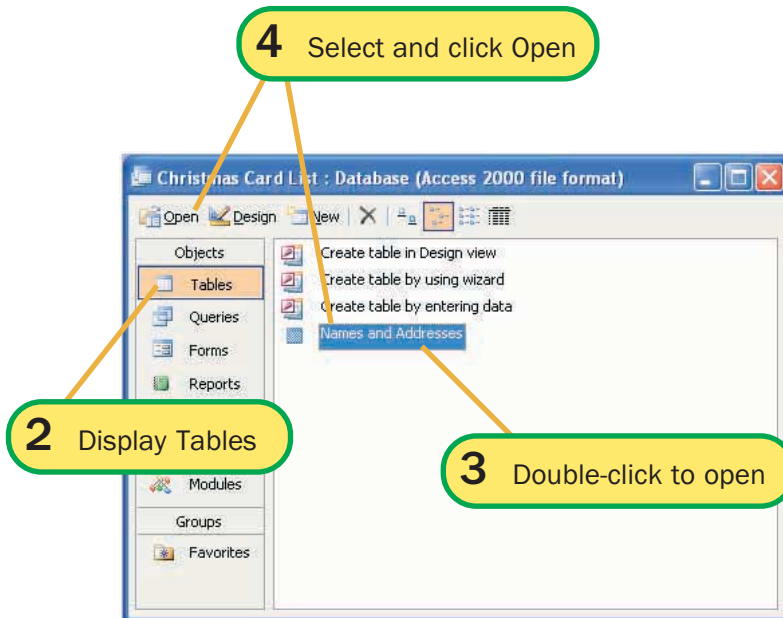 4 Select and click Open
Christmas Card List : Database (Access 2000 file format)
Open Design New
Objects
Create table in Design view
Tables
Create table by using wizard
Queries
Create table by entering data
Forms
Names and Addresses
Reports
2 Display Tables
3 Double-click to open
Modules
Groups
Favorites